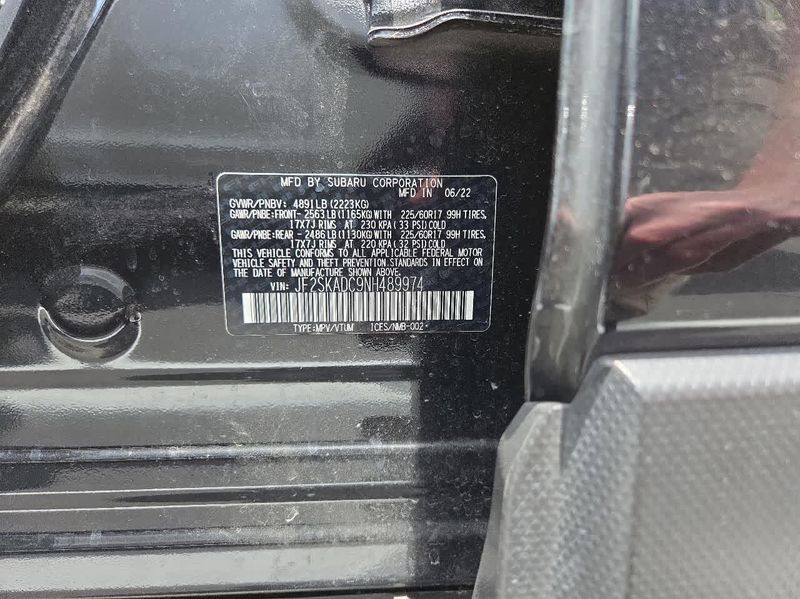 MFD BY SUBARU CORPORATION
MFD IN 06/22
GVWR/PNBV: 4891LB(2223KG)
GAWR/PNBE:FRONT- 2563LB(1165KG)WITH 225/60R17 99H TIRES,
17X7J RIMS AT 230 KPA(33 PSI)COLD
GAWR/PNBE:REAR - 2486LB(1130KG)WITH 225/60R17 99H TIRES,
17X7J RIMS AT 220 KPA(32 PSI)COLD
THIS VEHICLE CONFORMS TO ALL APPLICABLE FEDERAL MOTOR
VEHICLE SAFETY AND THEFT PREVENTION STANDARDS IN EFFECT
ON THE DATE OF MANUFACTURE SHOWN ABOVE.
VIN: JF2SKADC9NH489974
TYPE:MPV/VTUM ICES/NMB-002